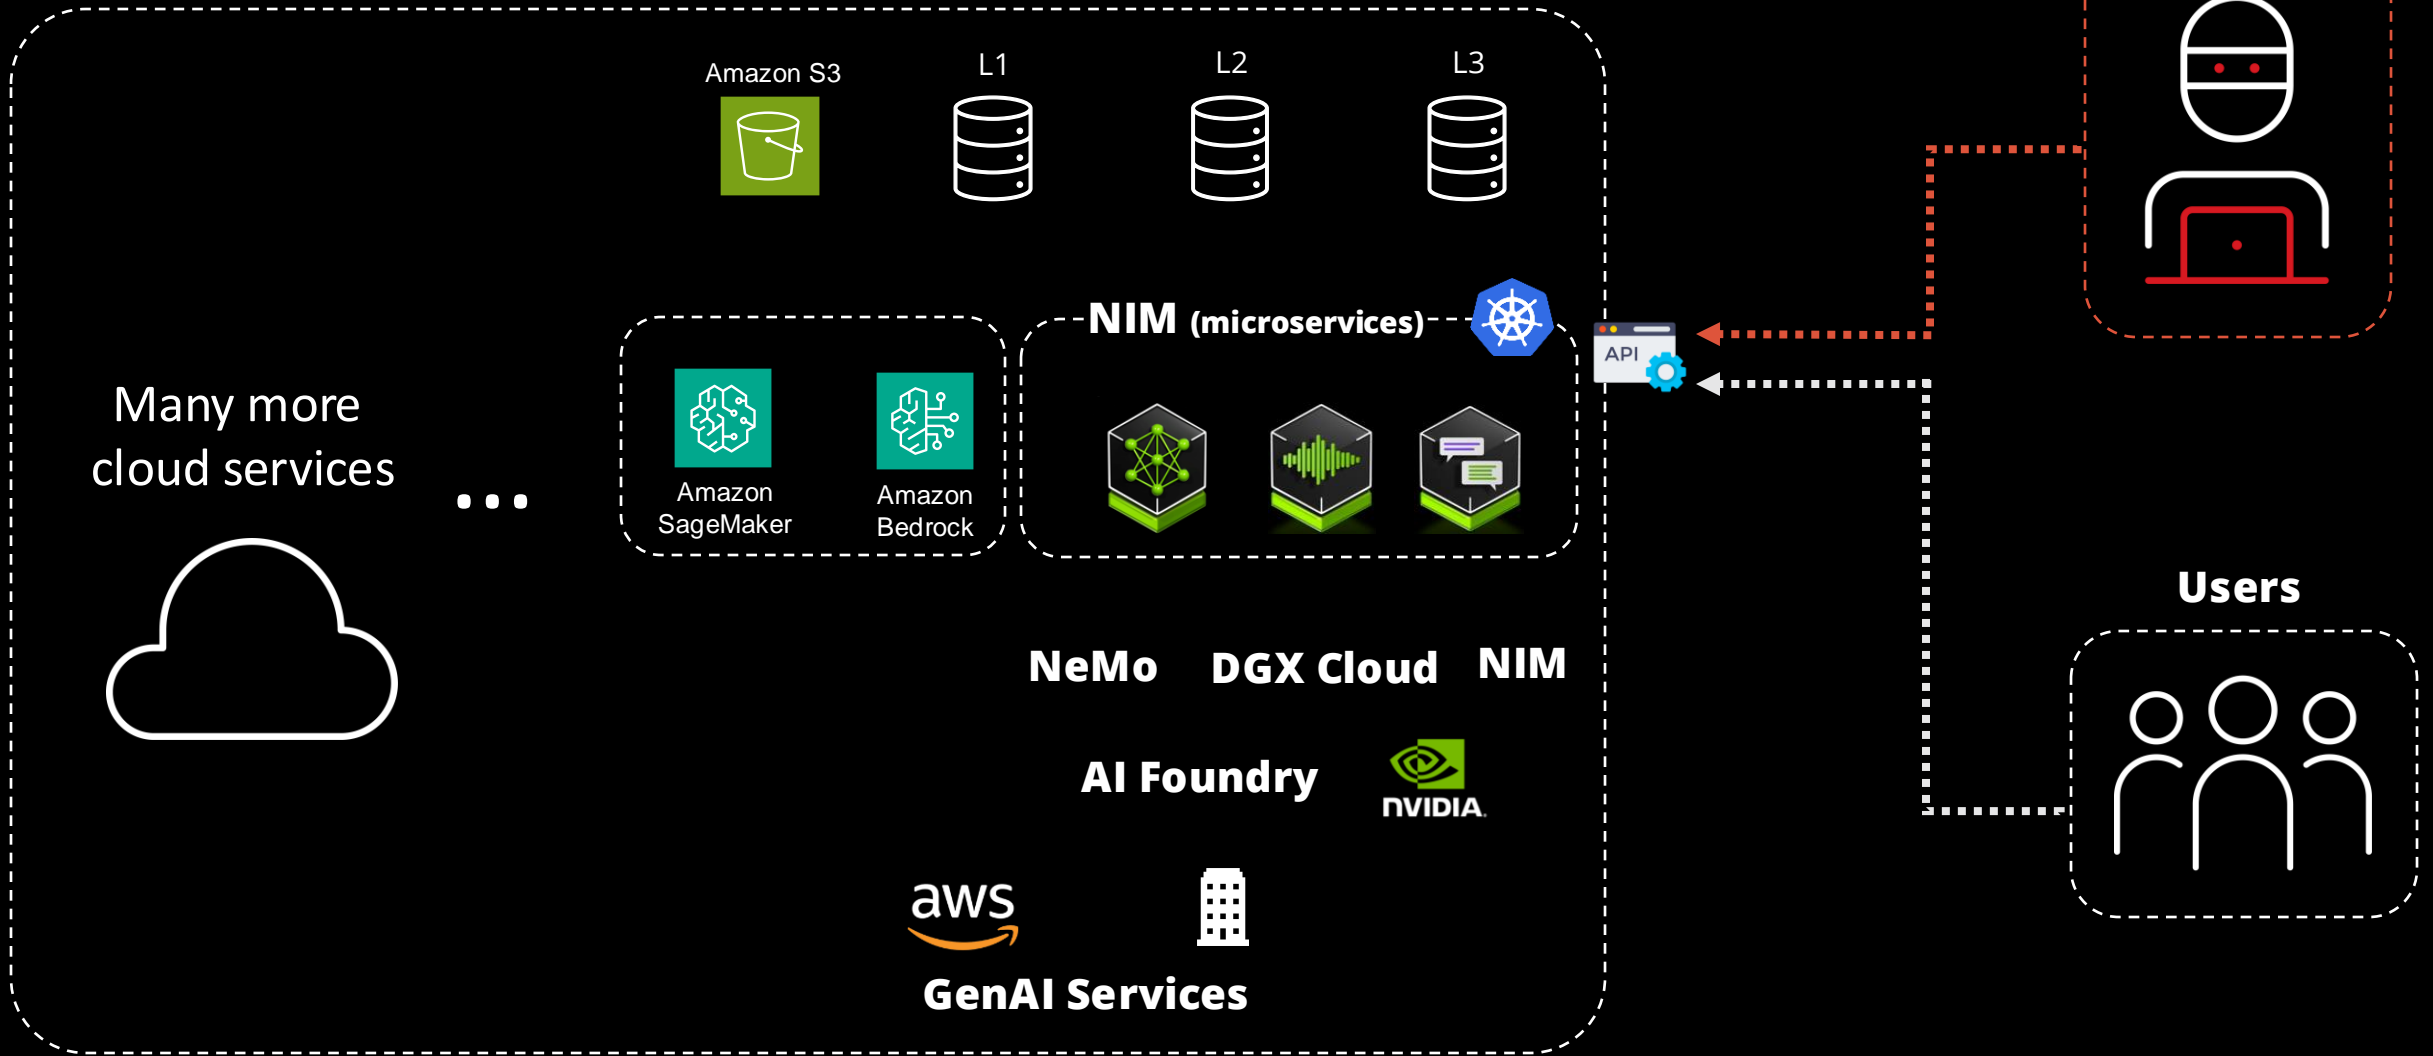 Amazon S3
L1
L2
L3
NIM (microservices)
API
Many more
cloud services
...
Amazon
SageMaker
Amazon
Bedrock
Users
NeMo
DGX Cloud
NIM
AI Foundry
NVIDIA.
aws
GenAI Services